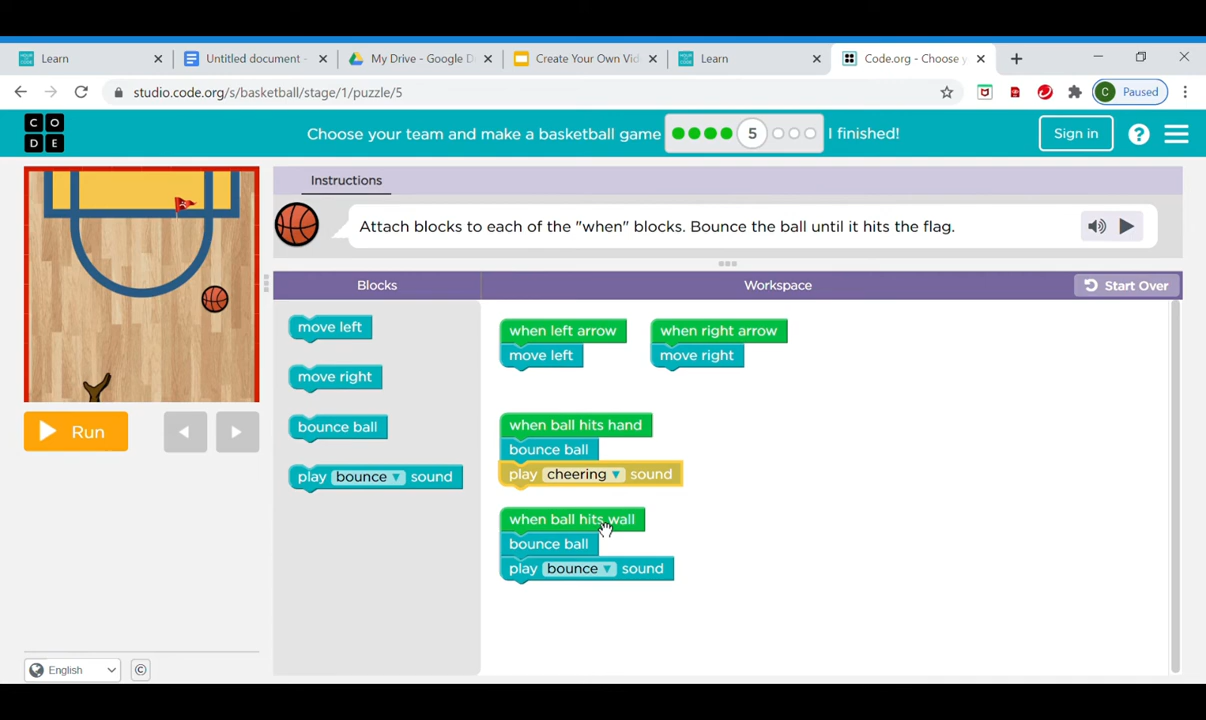 Learn
Untitled document -
My Drive - Google D
Create Your Own Vid
Learn
Code.org - Choose y
studio.code.org/s/basketball/stage/1/puzzle/5
C
Paused
C O
D E
Choose your team and make a basketball game
5
I finished!
Sign in
?
Instructions
Attach blocks to each of the "when" blocks. Bounce the ball until it hits the flag.
Blocks
Workspace
Start Over
move left
move right
bounce ball
play bounce sound
when left arrow
move left
when right arrow
move right
when ball hits hand
bounce ball
play cheering sound
when ball hits wall
bounce ball
play bounce sound
Run
English
©